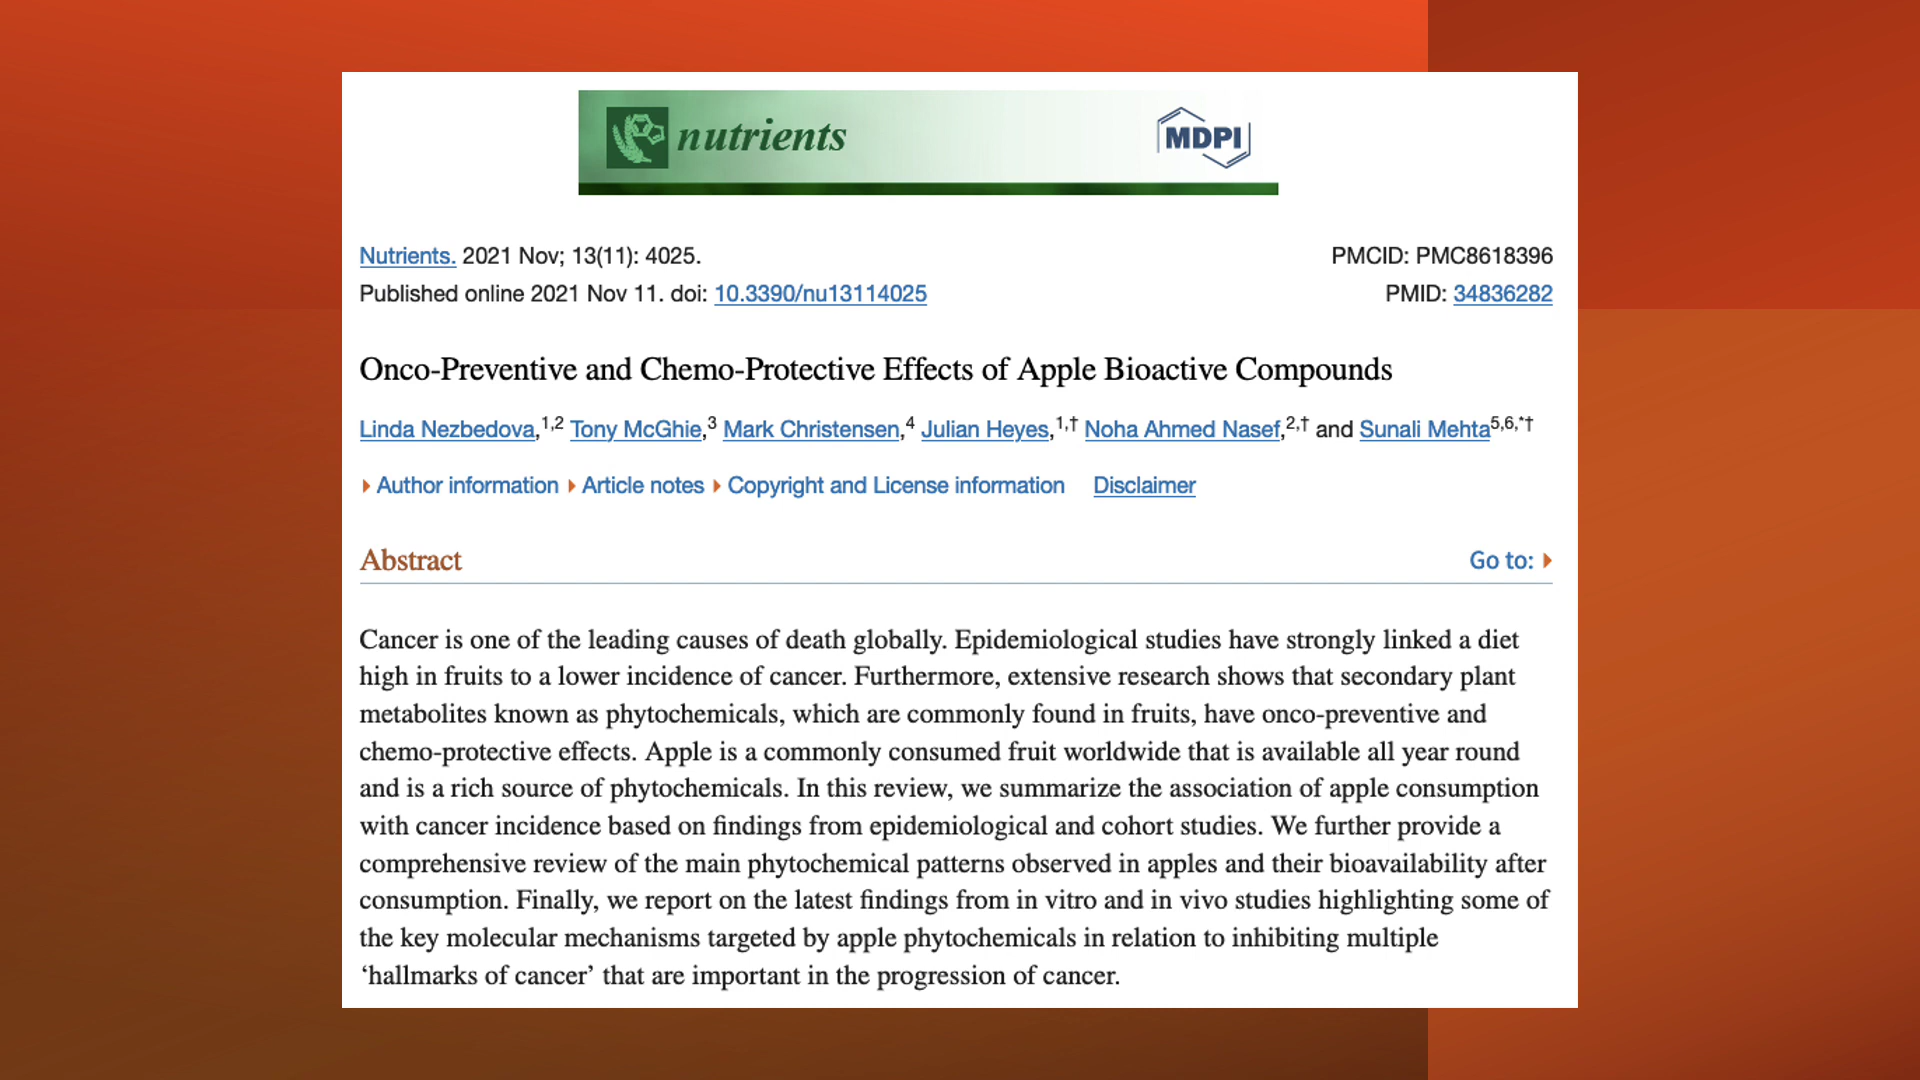 nutrients
MDPI
Nutrients. 2021 Nov; 13(11): 4025.
PMCID: PMC8618396
Published online 2021 Nov 11. doi: 10.3390/nu13114025
PMID: 34836282
Onco-Preventive and Chemo-Protective Effects of Apple Bioactive Compounds
Linda Nezbedova,1,2 Tony McGhie,3 Mark Christensen,4 Julian Heyes,1,† Noha Ahmed Nasef,2,† and Sunali Mehta5,6,*†
Author information Article notes Copyright and License information Disclaimer
Abstract
Go to:
Cancer is one of the leading causes of death globally. Epidemiological studies have strongly linked a diet
high in fruits to a lower incidence of cancer. Furthermore, extensive research shows that secondary plant
metabolites known as phytochemicals, which are commonly found in fruits, have onco-preventive and
chemo-protective effects. Apple is a commonly consumed fruit worldwide that is available all year round
and is a rich source of phytochemicals. In this review, we summarize the association of apple consumption
with cancer incidence based on findings from epidemiological and cohort studies. We further provide a
comprehensive review of the main phytochemical patterns observed in apples and their bioavailability after
consumption. Finally, we report on the latest findings from in vitro and in vivo studies highlighting some of
the key molecular mechanisms targeted by apple phytochemicals in relation to inhibiting multiple
‘hallmarks of cancer’ that are important in the progression of cancer.